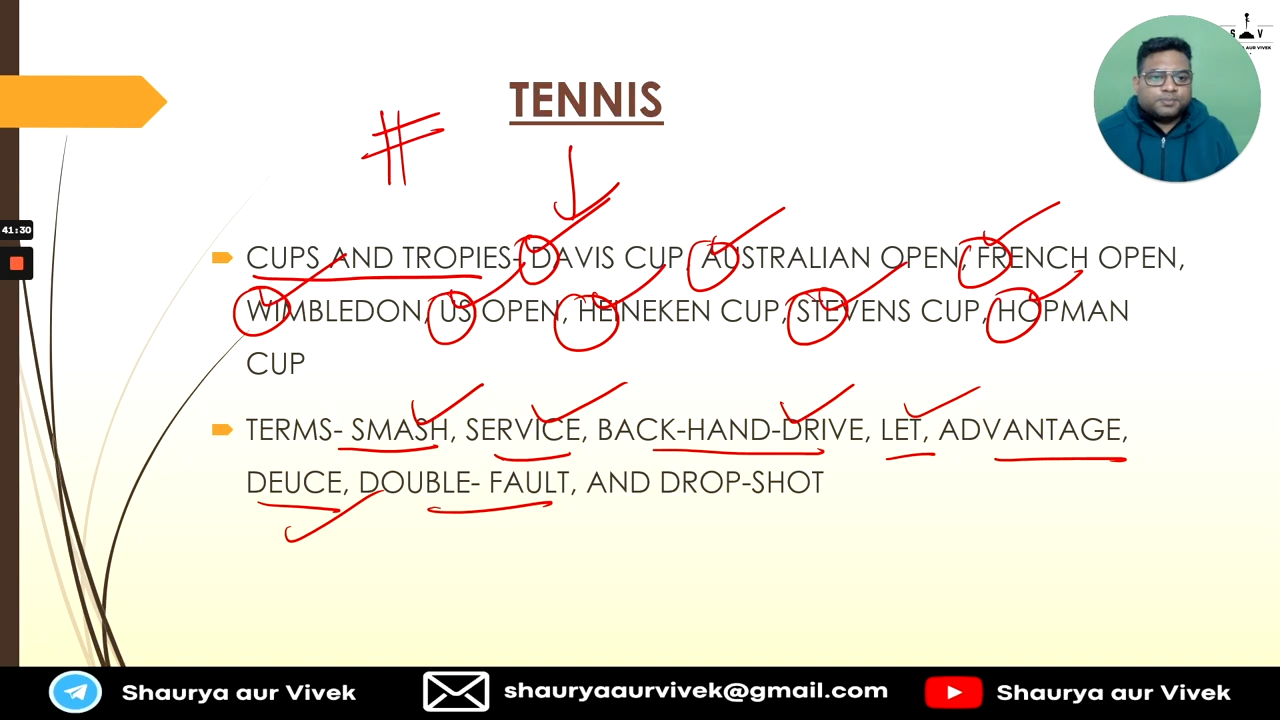 S V
AUR VIVEK
TENNIS
#
41:30
CUPS AND TROPIES- DAVIS CUP, AUSTRALIAN OPEN, FRENCH OPEN,
WIMBLEDON, US OPEN, HEINEKEN CUP, STEVENS CUP, HOPMAN
CUP
TERMS- SMASH, SERVICE, BACK-HAND-DRIVE, LET, ADVANTAGE,
DEUCE, DOUBLE- FAULT, AND DROP-SHOT
Shaurya aur Vivek
shauryaaurvivek@gmail.com
Shaurya aur Vivek